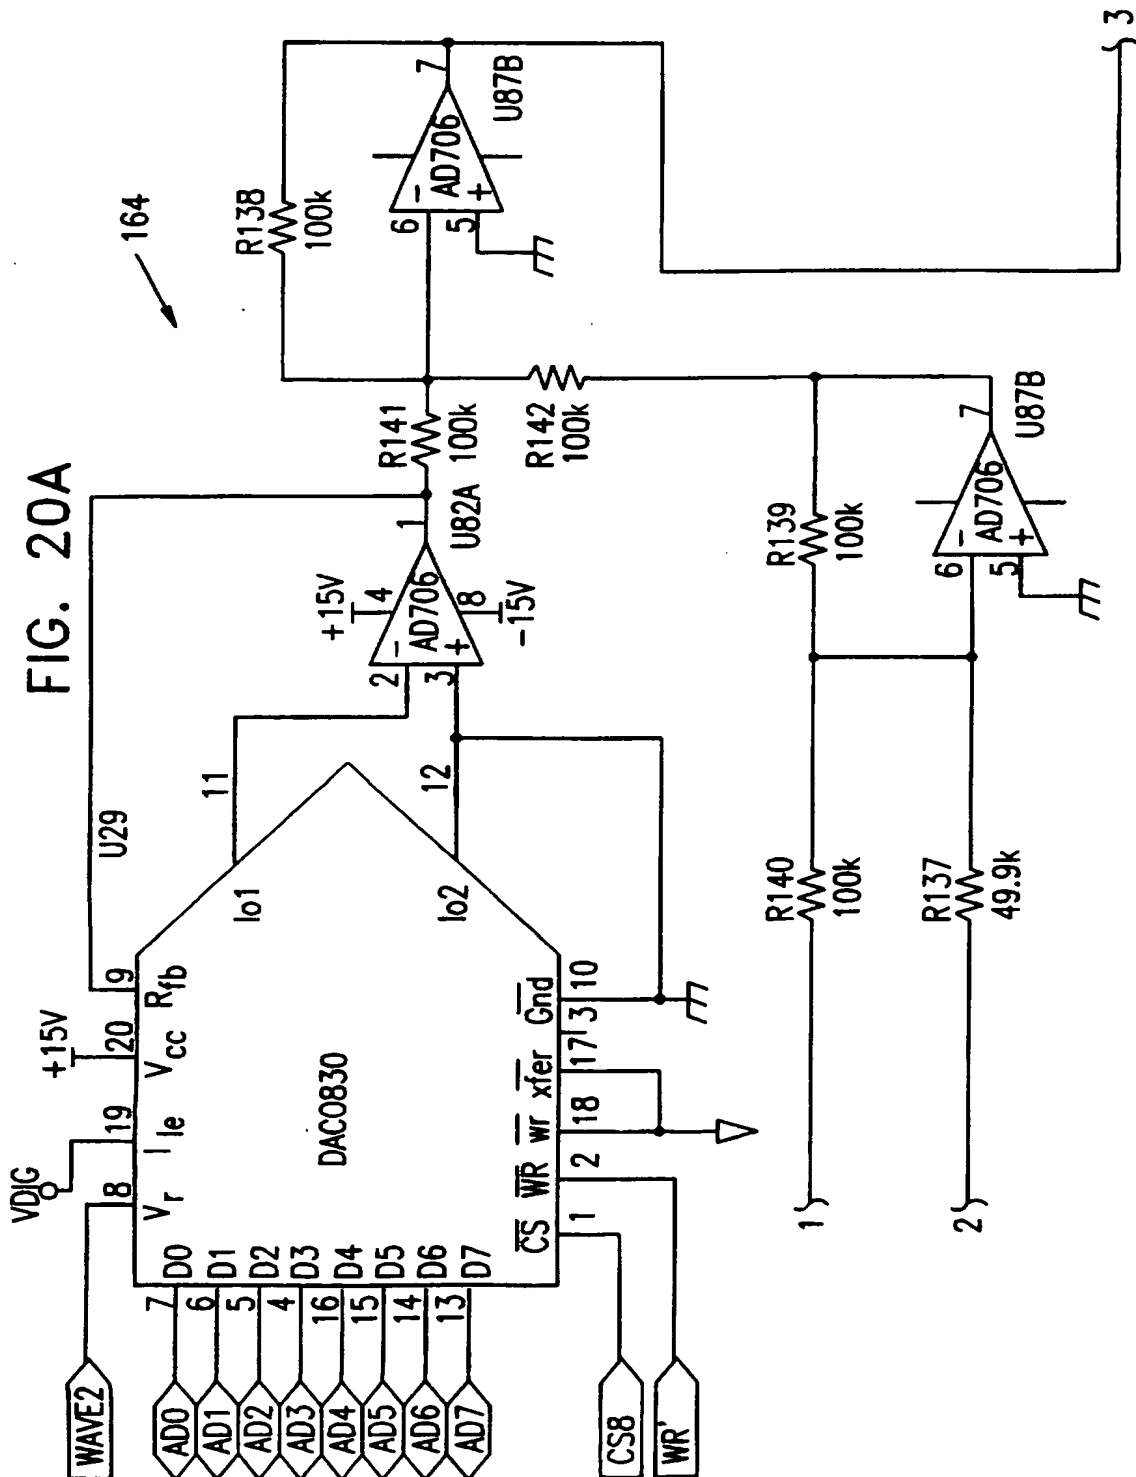 FIG. 20A
164
WAVE2
AD0
AD1
AD2
AD3
AD4
AD5
AD6
AD7
CS8
WR'
VDIG
+15V
U29
8
19
20
9
Vr
Ile
Vcc
Rfb
7
6
5
4
16
15
14
13
D0
D1
D2
D3
D4
D5
D6
D7
DAC0830
Io1
Io2
11
12
CS
WR
wr
xfer
Gnd
1
2
18
17
3
10
+15V
4
2
3
-
+
AD706
8
-15V
1
U82A
R141
100k
R142
100k
R138
100k
6
5
-
+
AD706
7
U87B
3
1
2
R140
100k
R137
49.9k
R139
100k
6
5
-
+
AD706
7
U87B